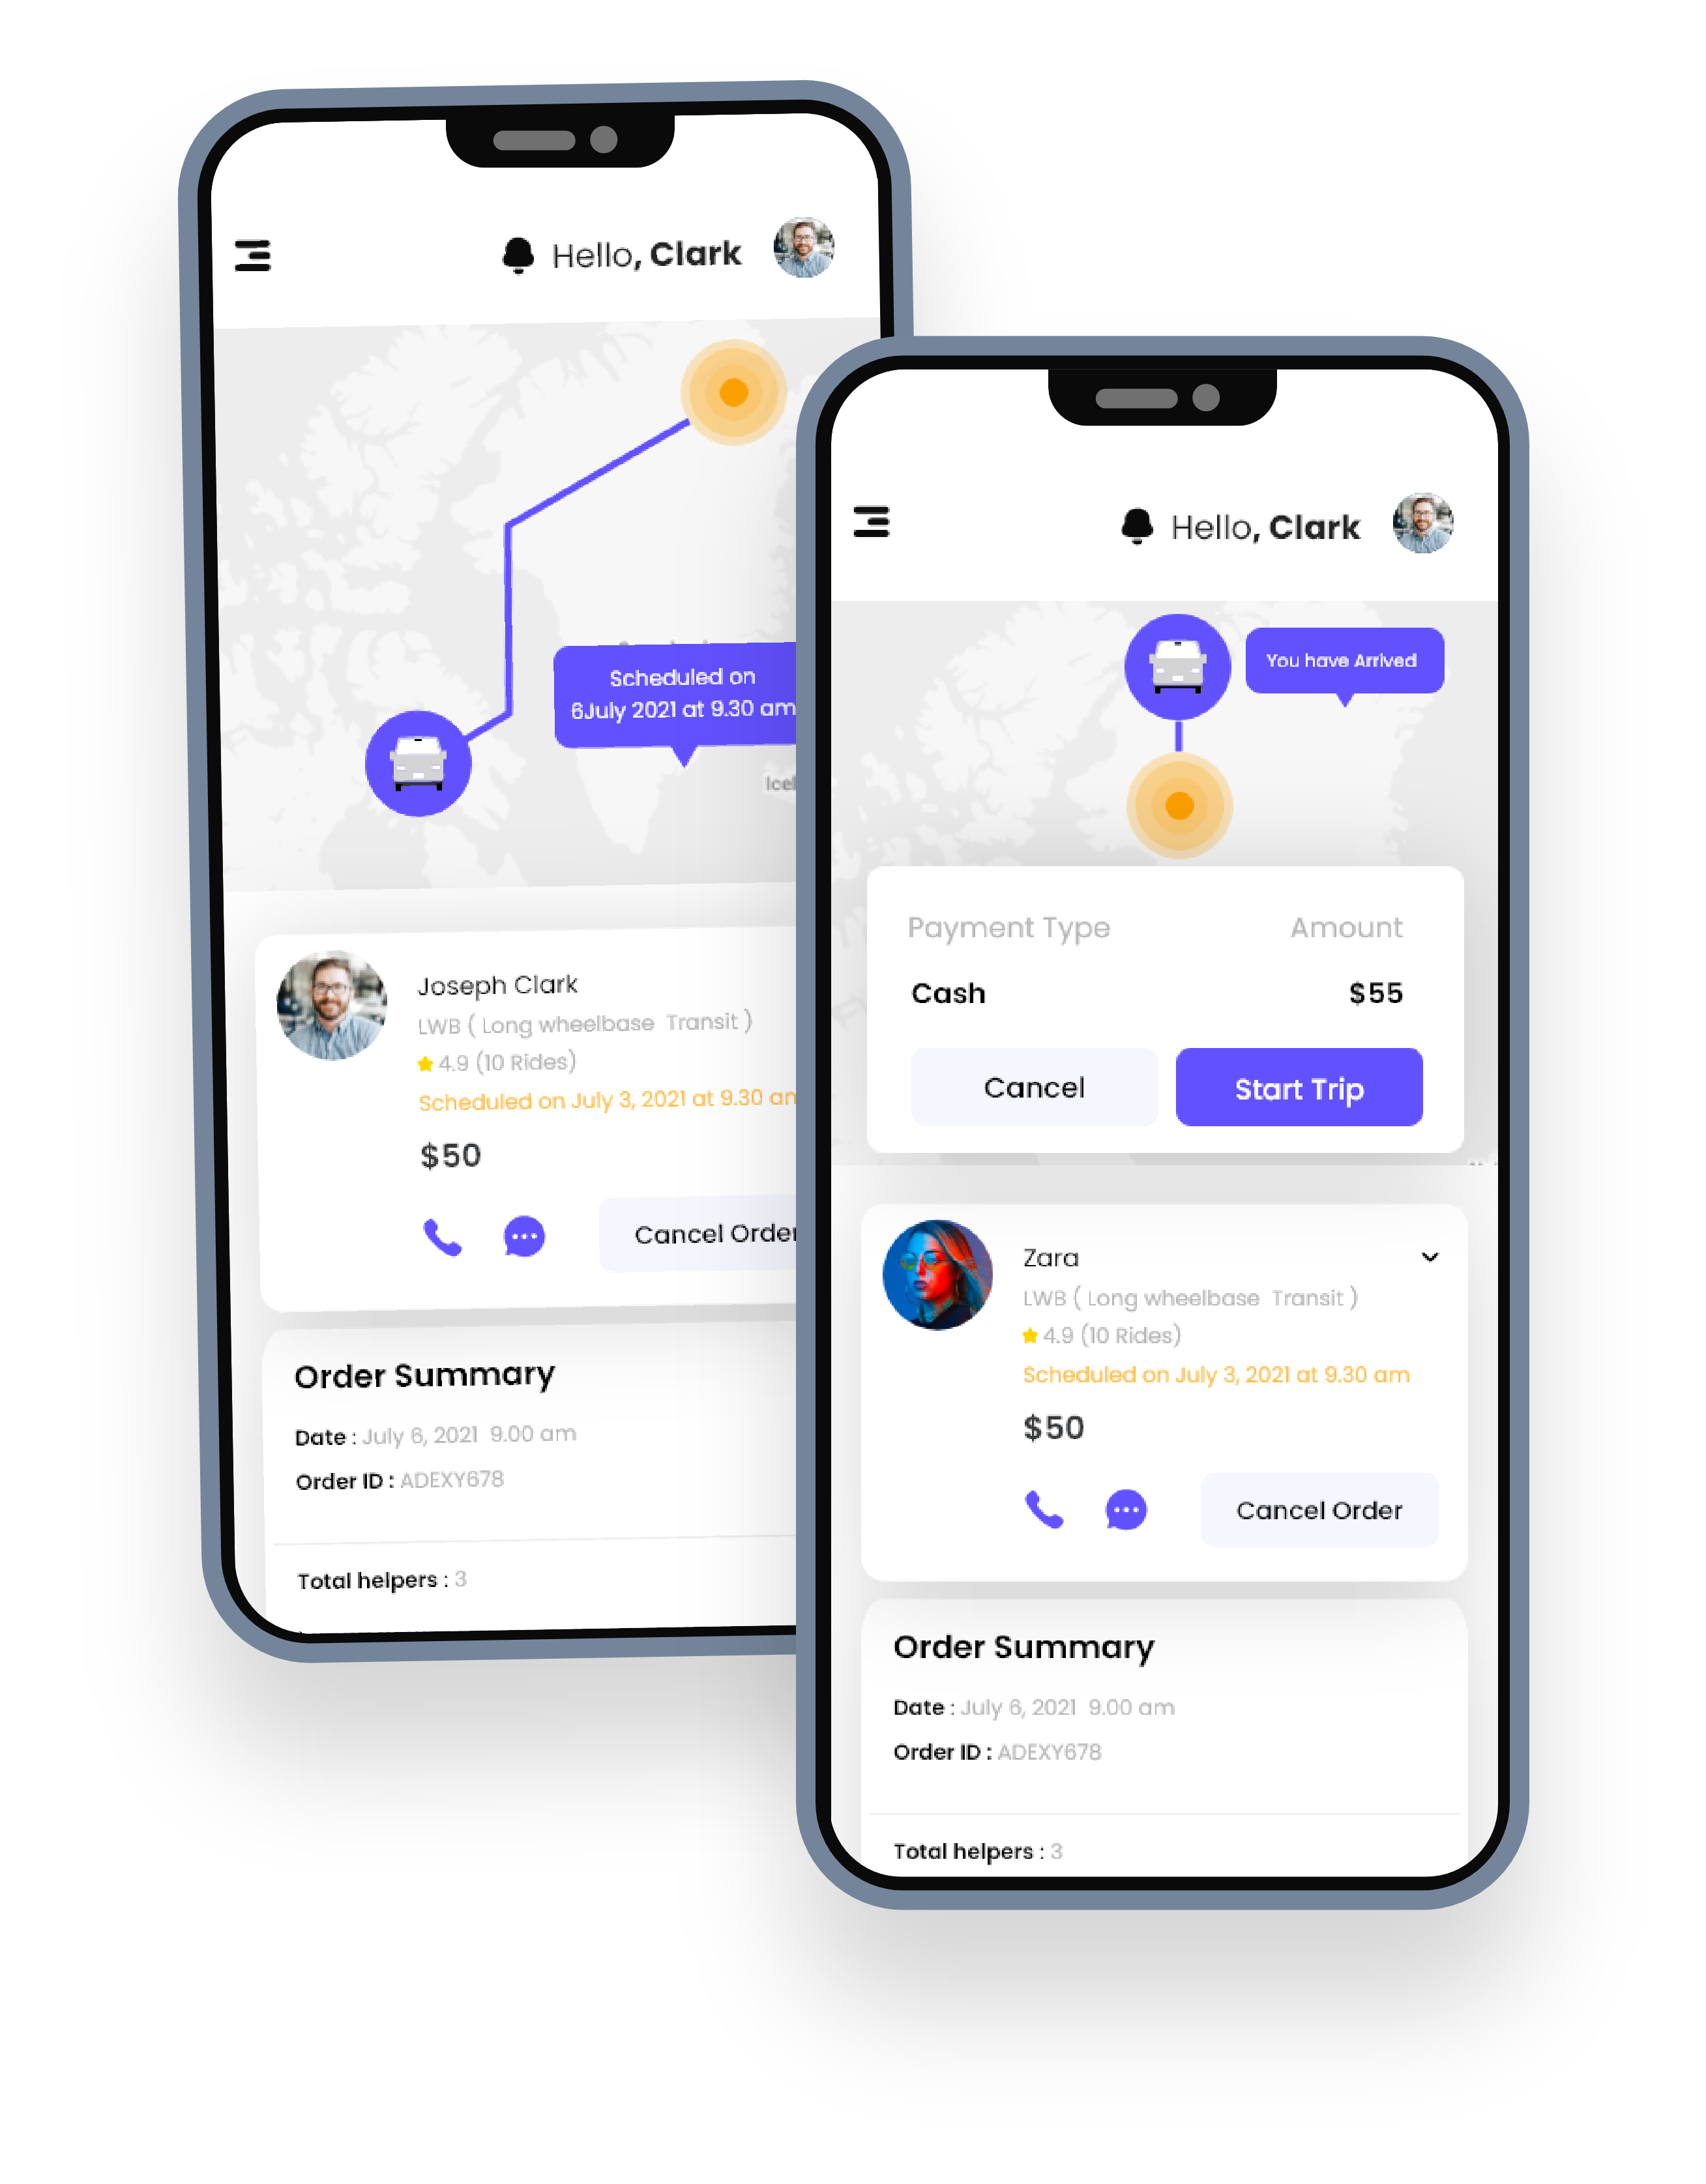 Hello, Clark
Scheduled on
6July 2021 at 9.30 am
Joseph Clark
LWB ( Long wheelbase Transit )
4.9 (10 Rides)
Scheduled on July 3, 2021 at 9.30 am
$50
Cancel Order
Order Summary
Date : July 6, 2021 9.00 am
Order ID : ADEXY678
Total helpers : 3
Hello, Clark
You have Arrived
Payment Type Amount
Cash $55
Cancel Start Trip
Zara
LWB ( Long wheelbase Transit )
4.9 (10 Rides)
Scheduled on July 3, 2021 at 9.30 am
$50
Cancel Order
Order Summary
Date : July 6, 2021 9.00 am
Order ID : ADEXY678
Total helpers : 3